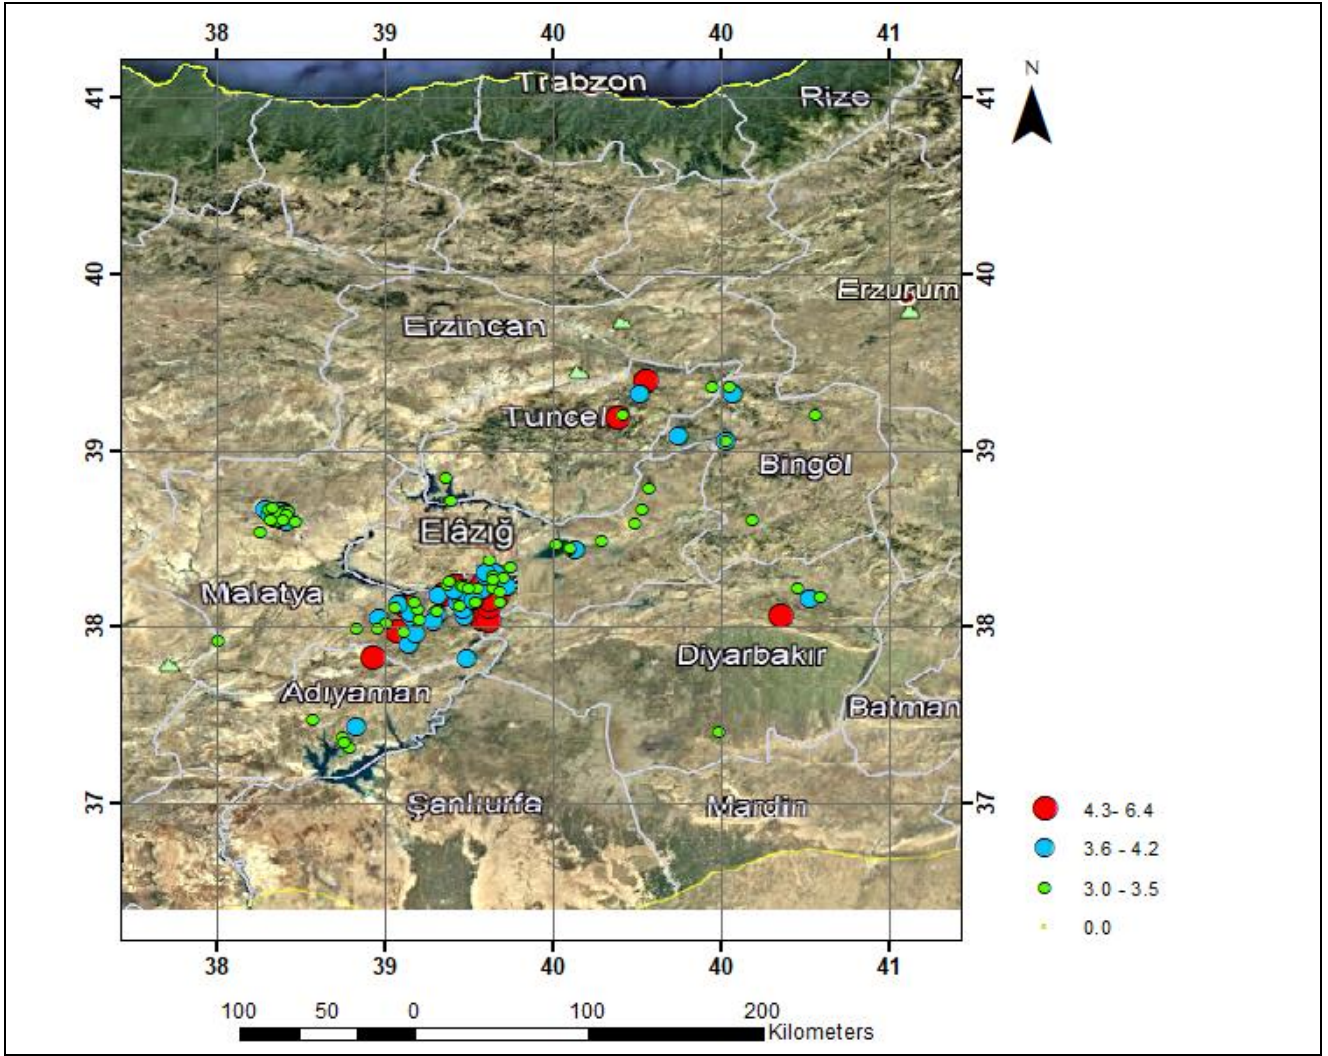 38 39 40 40 41
N
Trabzon
Rize
41 41
40 40
Erzurum
Erzincan
Tunceli
39 39
Bingöl
Elâzığ
Malatya
38 38
Diyarbakır
Adıyaman
Batman
37 37
Şanlıurfa
Mardin
4.3- 6.4
3.6 - 4.2
3.0 - 3.5
0.0
38 39 40 40 41
100 50 0 100 200
Kilometers